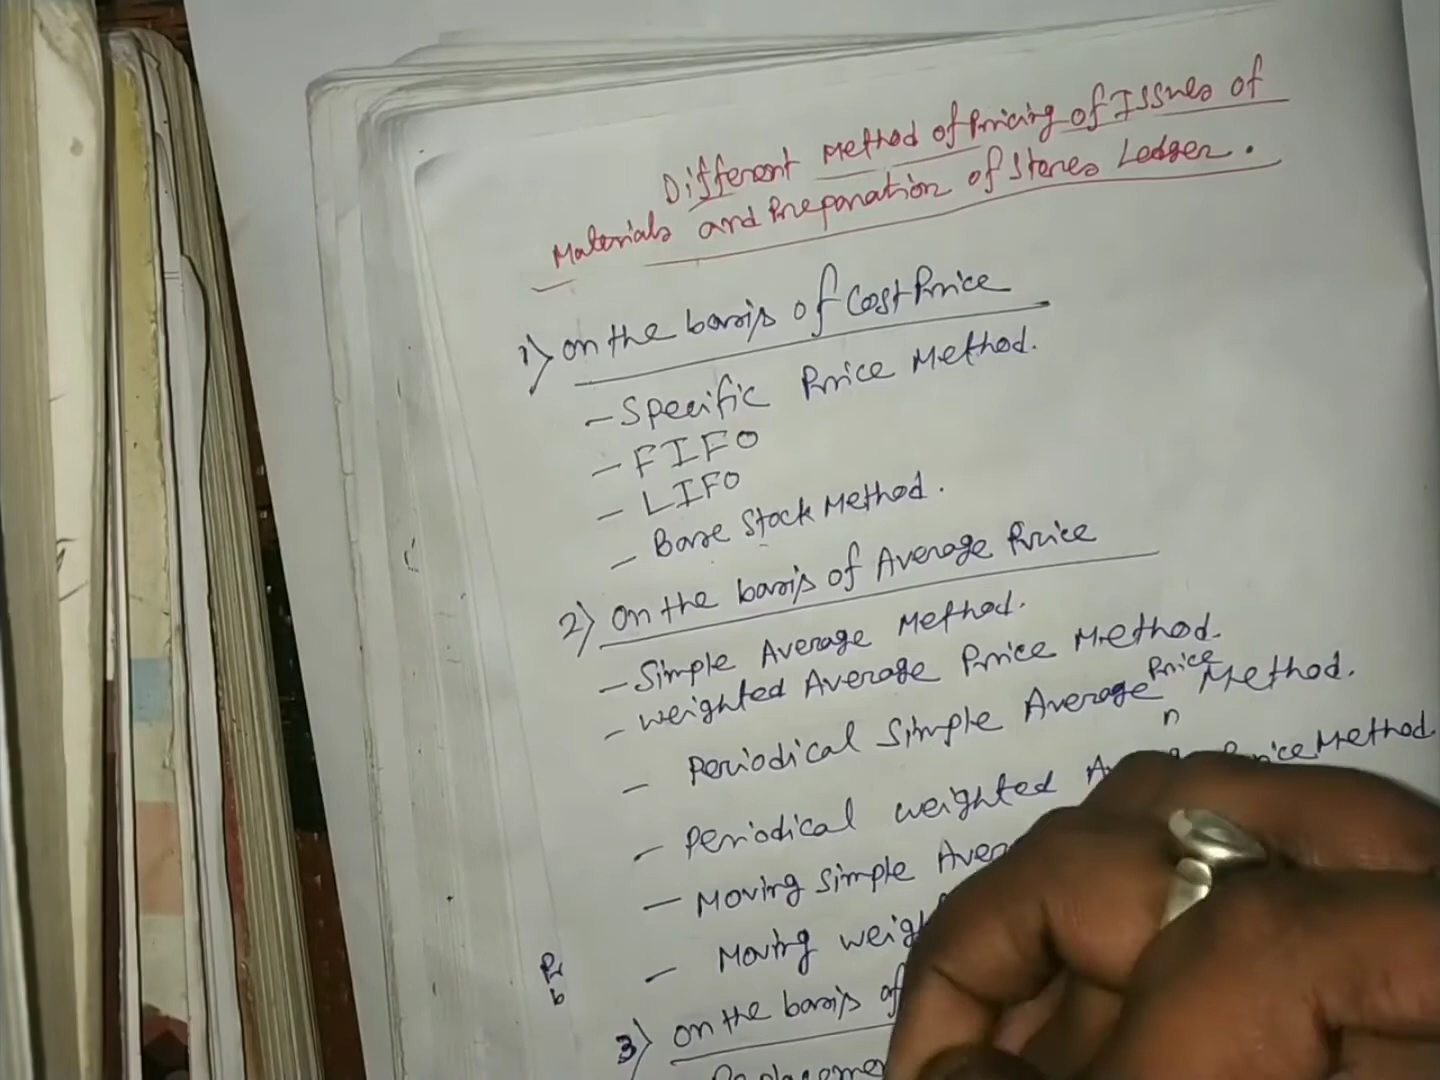 Different Method of Pricing of Issues of
Materials and Preparation of Stores Ledger.
1) on the basis of Cost Price
- Specific Price Method.
- FIFO
- LIFO
- Base Stock Method.
2) on the basis of Average Price
- Simple Average Method.
- weighted Average Price Method.
- Periodical Simple Average Price Method.
- Periodical weighted Price Method
- Moving Simple
- Moving
3) on the basis of